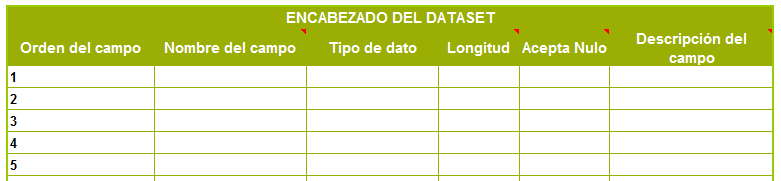 ENCABEZADO DEL DATASET
Orden del campo Nombre del campo Tipo de dato Longitud Acepta Nulo Descripción del campo
1
2
3
4
5